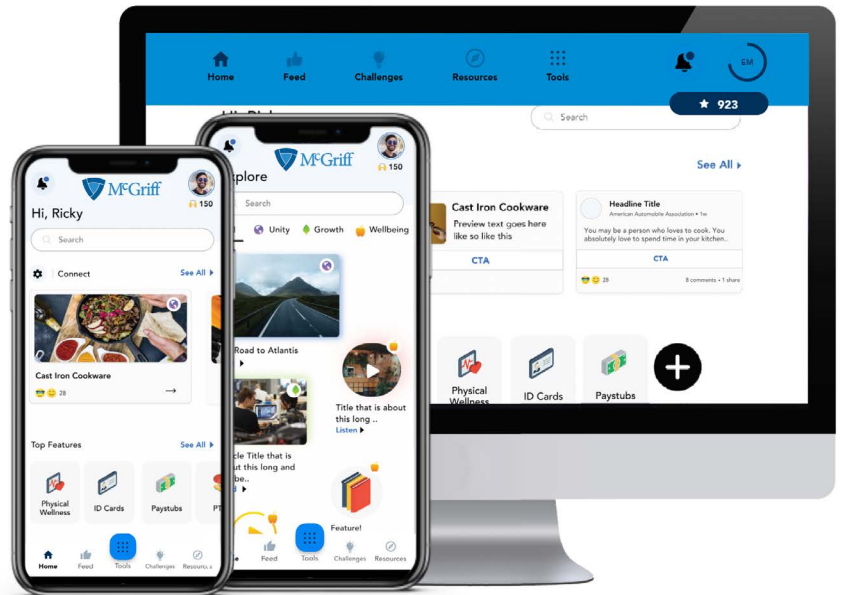 Home
Feed
Challenges
Resources
Tools
EM
923
Search
See All
Cast Iron Cookware
Preview text goes here
like so like this
CTA
Headline Title
American Automobile Association • 1w
You may be a person who loves to cook. You
absolutely love to spend time in your kitchen..
CTA
28
8 comments • 1 share
Physical
Wellness
ID Cards
Paystubs
McGriff
150
Hi, Ricky
Search
Connect
See All
Cast Iron Cookware
28
Top Features
See All
Physical
Wellness
ID Cards
Paystubs
Home
Feed
Tools
Challenges
McGriff
150
Search
Unity
Growth
Wellbeing
Road to Atlantis
Title that is about
this long ..
Listen
Title that is
this long and
Feature!
Feed
Tools
Challenges
Resources